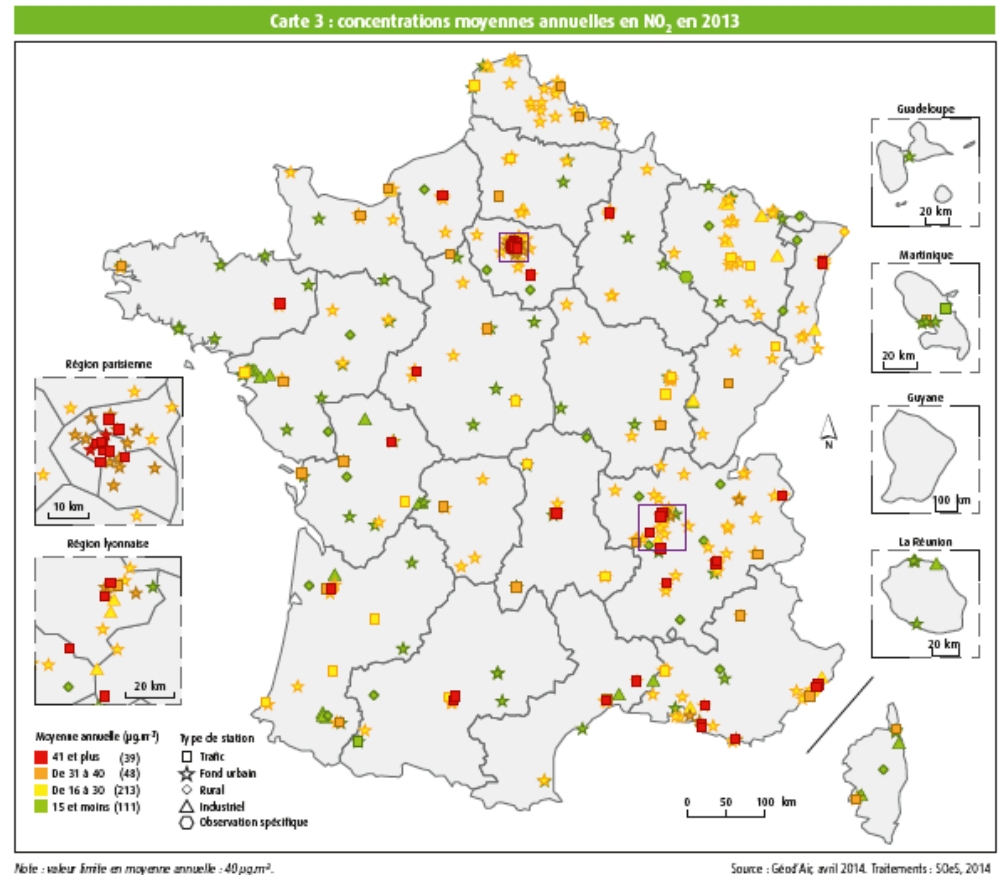 Carte 3 : concentrations moyennes annuelles en NO₂ en 2013
Guadeloupe
20 km
Martinique
20 km
Région parisienne
10 km
N
Guyane
100 km
Région lyonnaise
20 km
La Réunion
20 km
Moyenne annuelle (µg.m⁻³)
41 et plus (39)
De 31 à 40 (48)
De 16 à 30 (213)
15 et moins (111)
Type de station
Trafic
Fond urbain
Rural
Industriel
Observation spécifique
0 50 100 km
Note : valeur limite en moyenne annuelle : 40 µg.m³.
Source : Géod'Air, avril 2014. Traitements : SOeS, 2014